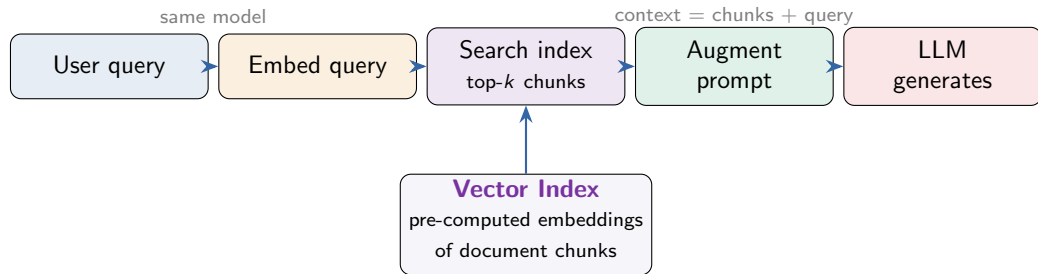 same model
context = chunks + query
User query
Embed query
Search index
top-k chunks
Augment
prompt
LLM
generates
Vector Index
pre-computed embeddings
of document chunks